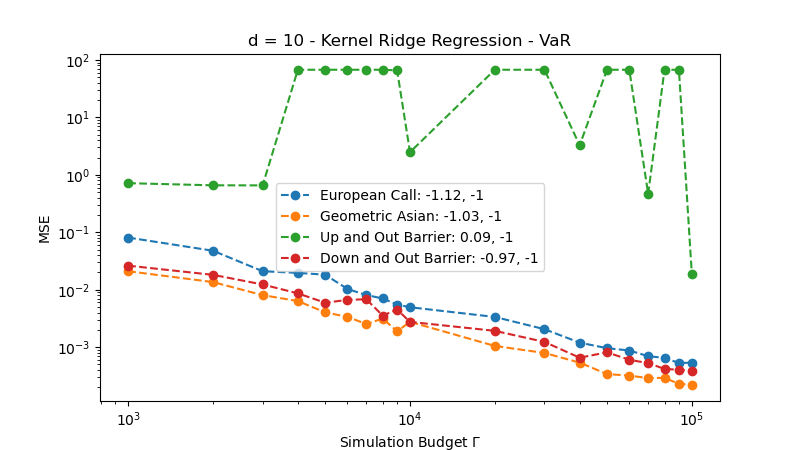 d = 10 - Kernel Ridge Regression - VaR
MSE
10²
10¹
10⁰
10⁻¹
10⁻²
10⁻³
European Call: -1.12, -1
Geometric Asian: -1.03, -1
Up and Out Barrier: 0.09, -1
Down and Out Barrier: -0.97, -1
10³ 10⁴ 10⁵
Simulation Budget Γ